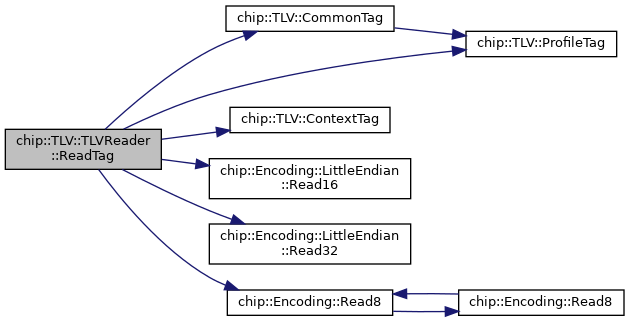 chip::TLV::TLVReader
::ReadTag
chip::TLV::CommonTag
chip::TLV::ProfileTag
chip::TLV::ContextTag
chip::Encoding::LittleEndian
::Read16
chip::Encoding::LittleEndian
::Read32
chip::Encoding::Read8
chip::Encoding::Read8